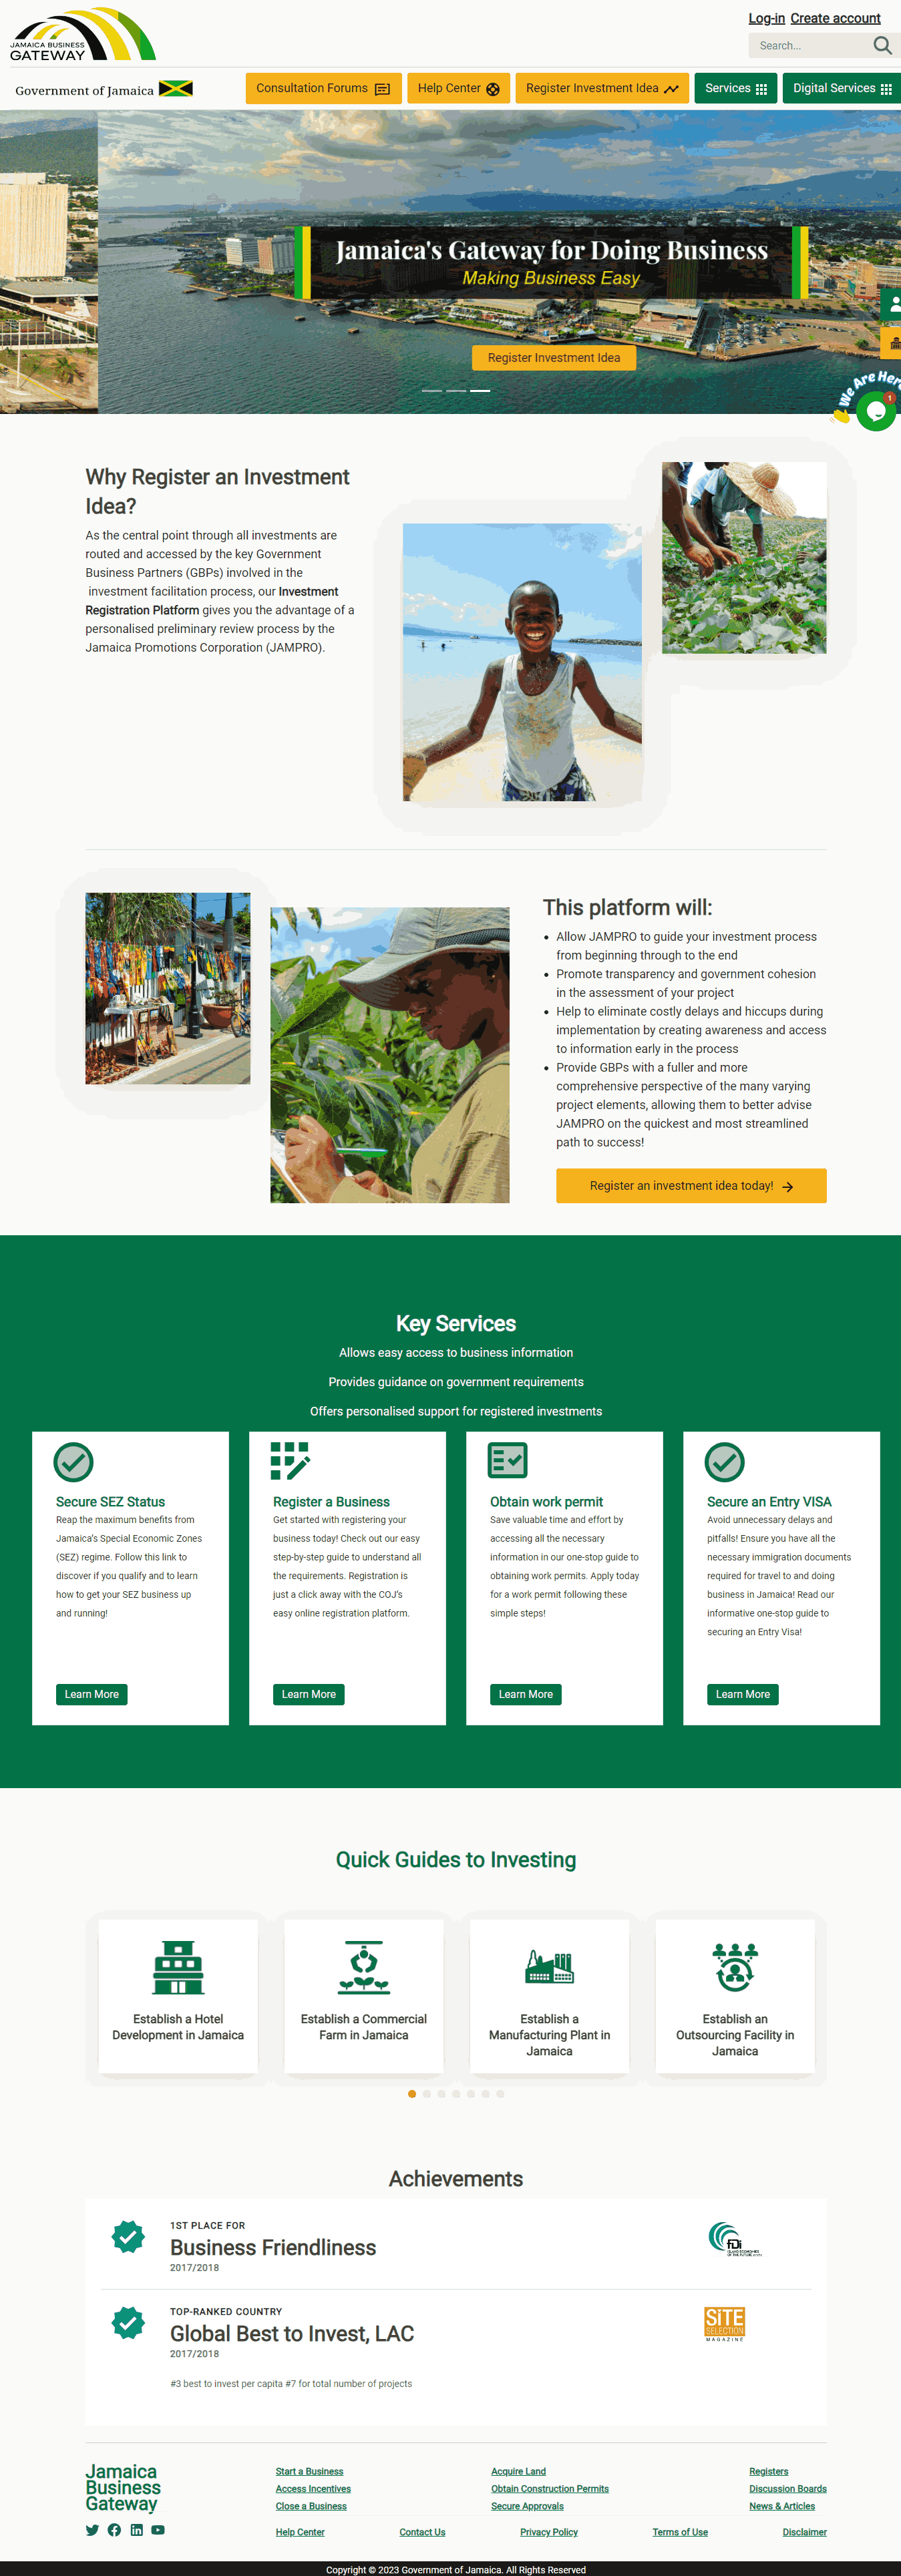 Log-in Create account
JAMAICA BUSINESS
GATEWAY
Search...
Government of Jamaica
Consultation Forums
Help Center
Register Investment Idea
Services
Digital Services
Jamaica's Gateway for Doing Business
Making Business Easy
Register Investment Idea
We Are Here
1
Why Register an Investment
Idea?
As the central point through all investments are
routed and accessed by the key Government
Business Partners (GBPs) involved in the
investment facilitation process, our Investment
Registration Platform gives you the advantage of a
personalised preliminary review process by the
Jamaica Promotions Corporation (JAMPRO).
This platform will:
• Allow JAMPRO to guide your investment process
from beginning through to the end
• Promote transparency and government cohesion
in the assessment of your project
• Help to eliminate costly delays and hiccups during
implementation by creating awareness and access
to information early in the process
• Provide GBPs with a fuller and more
comprehensive perspective of the many varying
project elements, allowing them to better advise
JAMPRO on the quickest and most streamlined
path to success!
Register an investment idea today!
Key Services
Allows easy access to business information
Provides guidance on government requirements
Offers personalised support for registered investments
Secure SEZ Status
Reap the maximum benefits from
Jamaica's Special Economic Zones
(SEZ) regime. Follow this link to
discover if you qualify and to learn
how to get your SEZ business up
and running!
Learn More
Register a Business
Get started with registering your
business today! Check out our easy
step-by-step guide to understand all
the requirements. Registration is
just a click away with the COJ's
easy online registration platform.
Learn More
Obtain work permit
Save valuable time and effort by
accessing all the necessary
information in our one-stop guide to
obtaining work permits. Apply today
for a work permit following these
simple steps!
Learn More
Secure an Entry VISA
Avoid unnecessary delays and
pitfalls! Ensure you have all the
necessary immigration documents
required for travel to and doing
business in Jamaica! Read our
informative one-stop guide to
securing an Entry Visa!
Learn More
Quick Guides to Investing
Establish a Hotel
Development in Jamaica
Establish a Commercial
Farm in Jamaica
Establish a
Manufacturing Plant in
Jamaica
Establish an
Outsourcing Facility in
Jamaica
Achievements
1ST PLACE FOR
Business Friendliness
2017/2018
fDi
TOP-RANKED COUNTRY
Global Best to Invest, LAC
2017/2018
#3 best to invest per capita #7 for total number of projects
SITE
SELECTION
MAGAZINE
Jamaica
Business
Gateway
Start a Business
Access Incentives
Close a Business
Acquire Land
Obtain Construction Permits
Secure Approvals
Registers
Discussion Boards
News & Articles
Help Center
Contact Us
Privacy Policy
Terms of Use
Disclaimer
Copyright © 2023 Government of Jamaica. All Rights Reserved